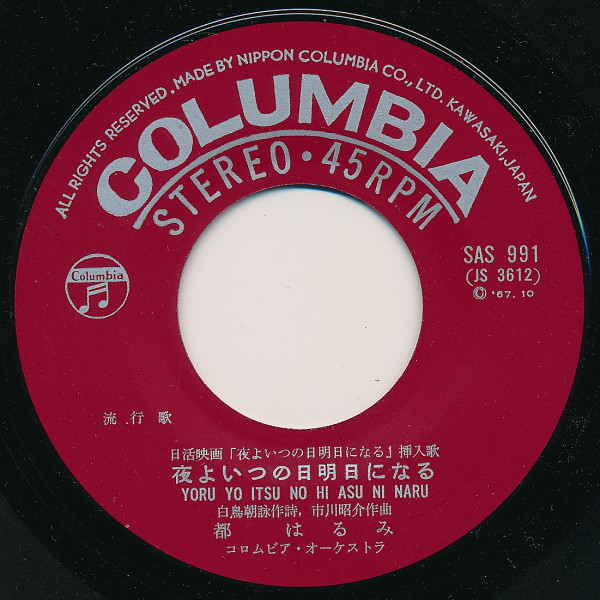 ALL RIGHTS RESERVED. MADE BY NIPPON COLUMBIA CO., LTD. KAWASAKI, JAPAN
COLUMBIA
STEREO・45RPM
Columbia
SAS 991
(JS 3612)
© '67.10
流行歌
日活映画「夜よいつの日明日になる」挿入歌
夜よいつの日明日になる
YORU YO ITSU NO HI ASU NI NARU
白鳥朝詠作詩, 市川昭介作曲
都はるみ
コロムビア・オーケストラ